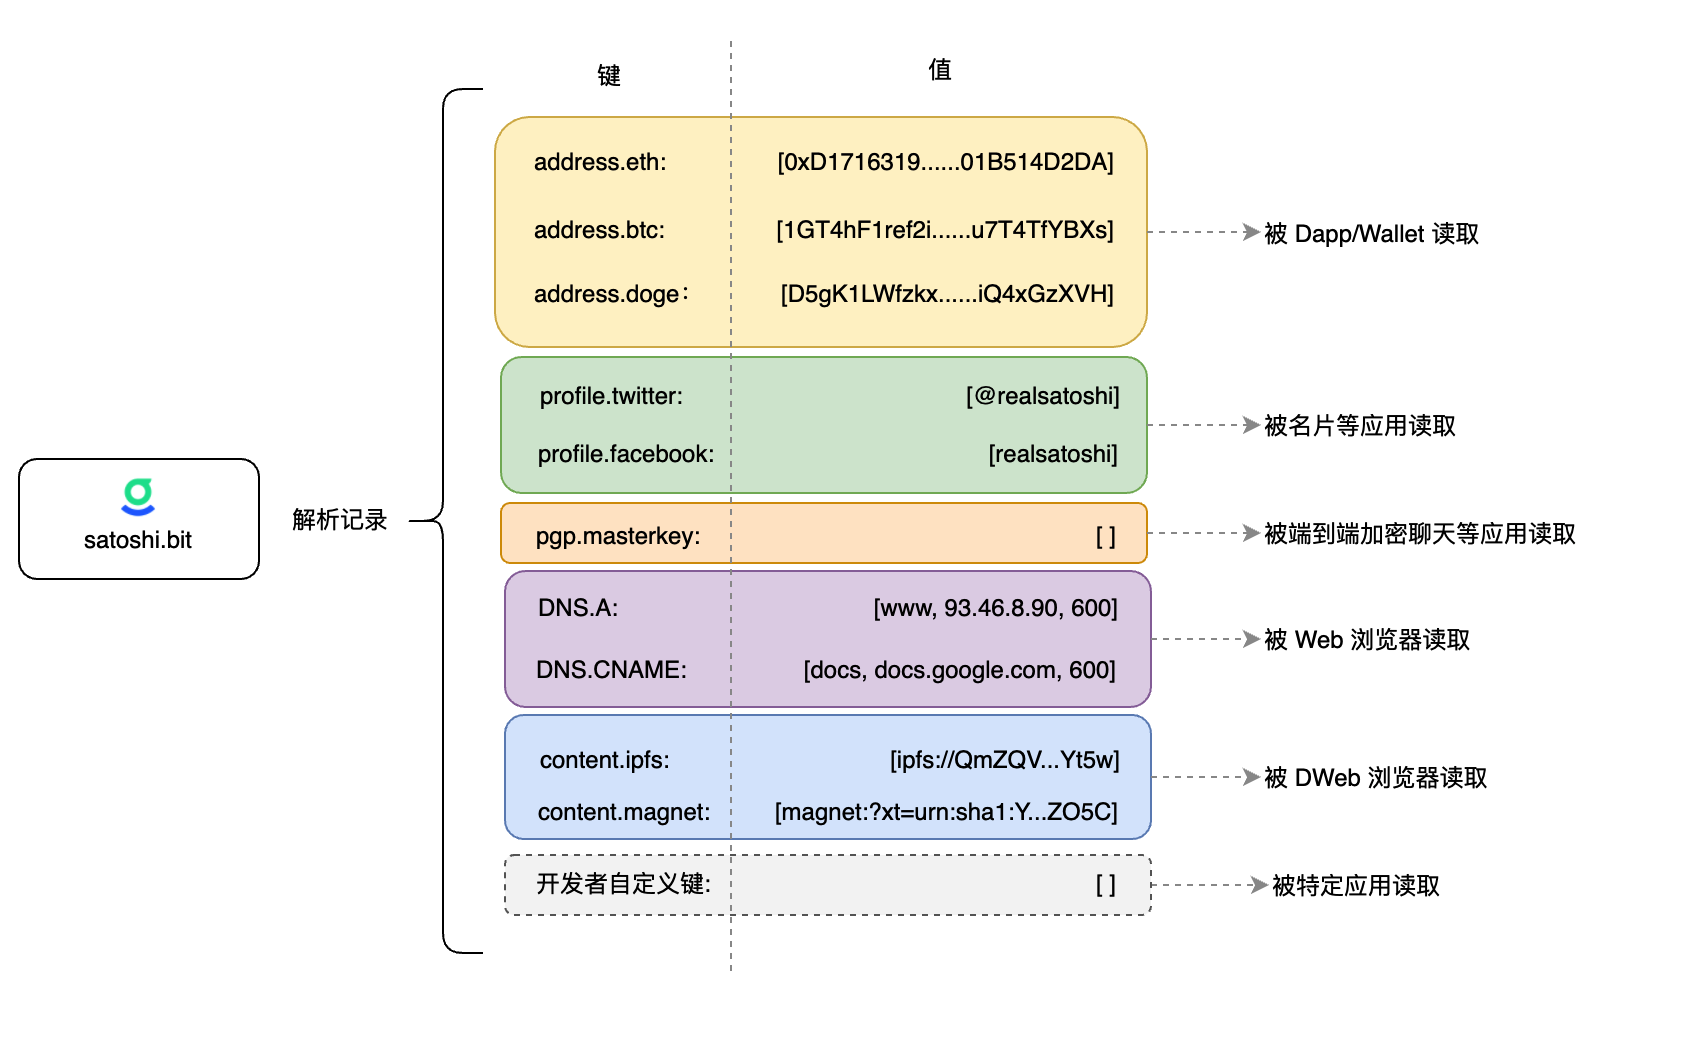 键 值
address.eth: [0xD1716319......01B514D2DA]
address.btc: [1GT4hF1ref2i......u7T4TfYBXs]
被 Dapp/Wallet 读取
address.doge： [D5gK1LWfzkx......iQ4xGzXVH]
profile.twitter: [@realsatoshi]
被名片等应用读取
profile.facebook: [realsatoshi]
satoshi.bit
解析记录
pgp.masterkey: [ ]
被端到端加密聊天等应用读取
DNS.A: [www, 93.46.8.90, 600]
被 Web 浏览器读取
DNS.CNAME: [docs, docs.google.com, 600]
content.ipfs: [ipfs://QmZQV...Yt5w]
被 DWeb 浏览器读取
content.magnet: [magnet:?xt=urn:sha1:Y...ZO5C]
开发者自定义键: [ ]
被特定应用读取